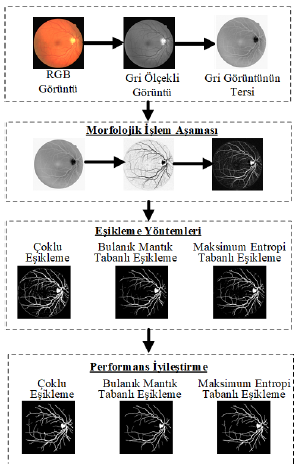 RGB Görüntü
Gri Ölçekli Görüntü
Gri Görüntünün Tersi
Morfolojik İşlem Aşaması
Eşikleme Yöntemleri
Çoklu Eşikleme
Bulanık Mantık Tabanlı Eşikleme
Maksimum Entropi Tabanlı Eşikleme
Performans İyileştirme
Çoklu Eşikleme
Bulanık Mantık Tabanlı Eşikleme
Maksimum Entropi Tabanlı Eşikleme